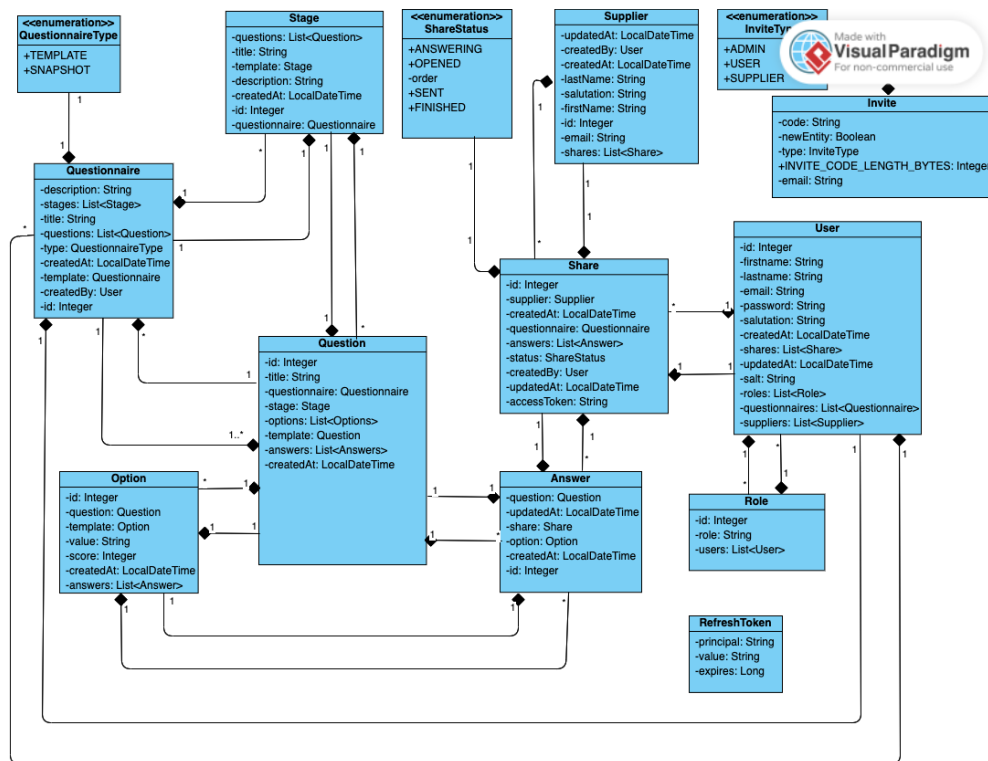 <<enumeration>>
QuestionnaireType
+TEMPLATE
+SNAPSHOT
Stage
-questions: List<Question>
-title: String
-template: Stage
-description: String
-createdAt: LocalDateTime
-id: Integer
-questionnaire: Questionnaire
<<enumeration>>
ShareStatus
+ANSWERING
+OPENED
-order
+SENT
+FINISHED
Supplier
-updatedAt: LocalDateTime
-createdBy: User
-createdAt: LocalDateTime
-lastName: String
-salutation: String
-firstName: String
-id: Integer
-email: String
-shares: List<Share>
<<enumeration>>
InviteType
+ADMIN
+USER
+SUPPLIER
Made with
VisualParadigm
For non-commercial use
Invite
-code: String
-newEntity: Boolean
-type: InviteType
+INVITE_CODE_LENGTH_BYTES: Integer
-email: String
Questionnaire
-description: String
-stages: List<Stage>
-title: String
-questions: List<Question>
-type: QuestionnaireType
-createdAt: LocalDateTime
-template: Questionnaire
-createdBy: User
-id: Integer
Share
-id: Integer
-supplier: Supplier
-createdAt: LocalDateTime
-questionnaire: Questionnaire
-answers: List<Answer>
-status: ShareStatus
-createdBy: User
-updatedAt: LocalDateTime
-accessToken: String
User
-id: Integer
-firstname: String
-lastname: String
-email: String
-password: String
-salutation: String
-createdAt: LocalDateTime
-shares: List<Share>
-updatedAt: LocalDateTime
-salt: String
-roles: List<Role>
-questionnaires: List<Questionnaire>
-suppliers: List<Supplier>
Question
-id: Integer
-title: String
-questionnaire: Questionnaire
-stage: Stage
-options: List<Options>
-template: Question
-answers: List<Answers>
-createdAt: LocalDateTime
1..*
Option
-id: Integer
-question: Question
-template: Option
-value: String
-score: Integer
-createdAt: LocalDateTime
-answers: List<Answer>
Answer
-question: Question
-updatedAt: LocalDateTime
-share: Share
-option: Option
-createdAt: LocalDateTime
-id: Integer
Role
-id: Integer
-role: String
-users: List<User>
RefreshToken
-principal: String
-value: String
-expires: Long